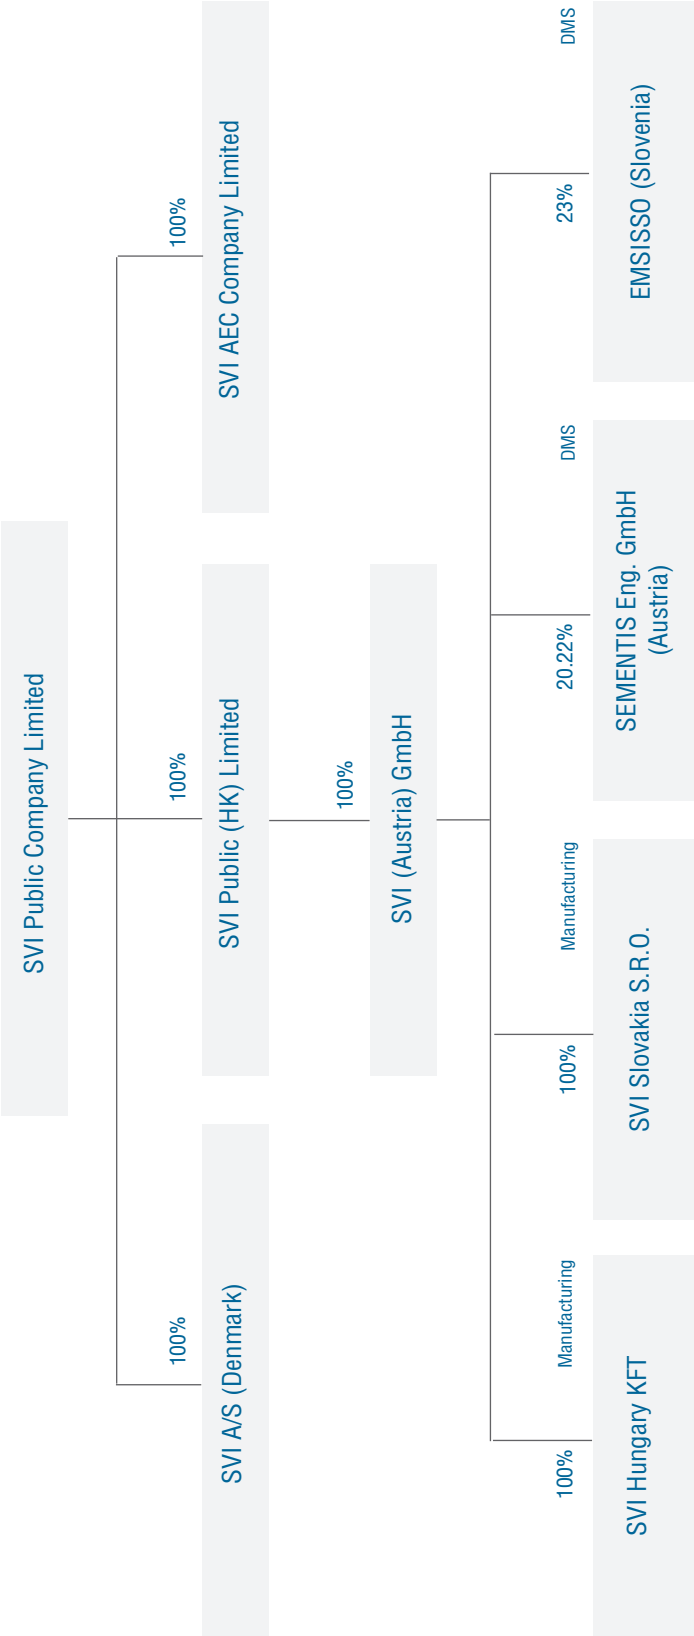 SVI Public Company Limited
100%
100%
100%
SVI A/S (Denmark)
SVI Public (HK) Limited
SVI AEC Company Limited
100%
SVI (Austria) GmbH
100%
Manufacturing
100%
Manufacturing
20.22%
DMS
23%
DMS
SVI Hungary KFT
SVI Slovakia S.R.O.
SEMENTIS Eng. GmbH
(Austria)
EMSISSO (Slovenia)